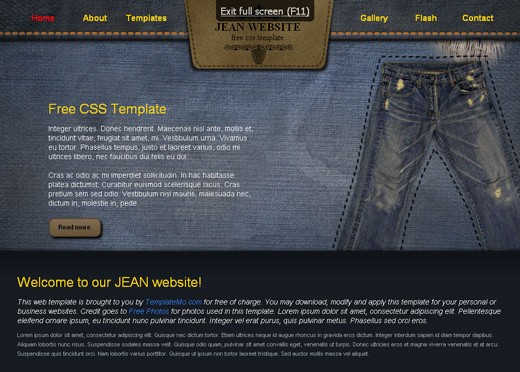 Home
About
Templates
Exit full screen (F11)
JEAN WEBSITE
free css template
Gallery
Flash
Contact
Free CSS Template
Integer ultrices. Donec hendrerit. Maecenas nisl ante, mollis et,
tincidunt vitae, feugiat sit amet, mi. Vestibulum urna. Vivamus
eu tortor. Phasellus tempus, justo et laoreet varius, odio mi
ultrices libero, nec faucibus dui felis eu dui.
Cras ac odio ac mi imperdiet sollicitudin. In hac habitasse
platea dictumst. Curabitur euismod scelerisque lacus. Cras
pretium sem sed odio. Vestibulum nisl mauris, malesuada nec,
dictum in, molestie in, pede.
Read more
Welcome to our JEAN website!
This web template is brought to you by TemplateMo.com for free of charge. You may download, modify and apply this template for your personal or
business websites. Credit goes to Free Photos for photos used in this template. Lorem ipsum dolor sit amet, consectetur adipiscing elit. Pellentesque
eleifend ornare ipsum, eu tincidunt nunc pulvinar tincidunt. Integer vel erat purus, quis pulvinar metus. Phasellus sed orci eros.
Lorem ipsum dolor sit amet, consectetur adipiscing elit. Quisque dictum tortor. Etiam ultrices neque id augue rhoncus in gravida eros dictum. Integer interdum sapien id diam tempor dapibus.
Aliquam lobortis nunc risus. Suspendisse sodales massa velit. Quisque odio quam, pulvinar sit amet convallis eget, venenatis ut turpis. Donec ultricies eros et magna viverra venenatis et at arcu.
Suspendisse quis tincidunt orci. Nam lobortis varius porttitor. Quisque ut ipsum non tortor laoreet tristique. Sed auctor mollis massa vel aliquet.